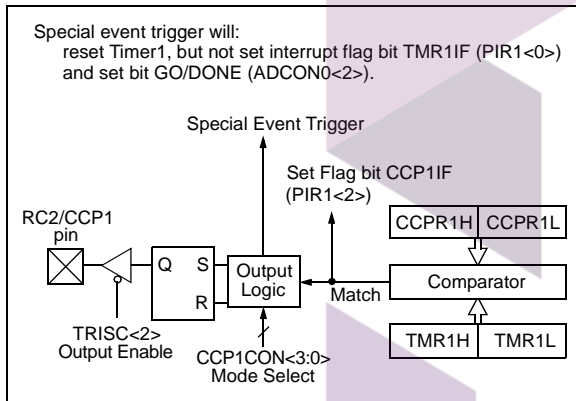 Special event trigger will:
reset Timer1, but not set interrupt flag bit TMR1IF (PIR1<0>)
and set bit GO/DONE (ADCON0<2>).
Special Event Trigger
Set Flag bit CCP1IF
(PIR1<2>)
RC2/CCP1
pin
CCPR1H CCPR1L
Q S
R
Output
Logic
Match
Comparator
TRISC<2>
Output Enable
CCP1CON<3:0>
Mode Select
TMR1H TMR1L